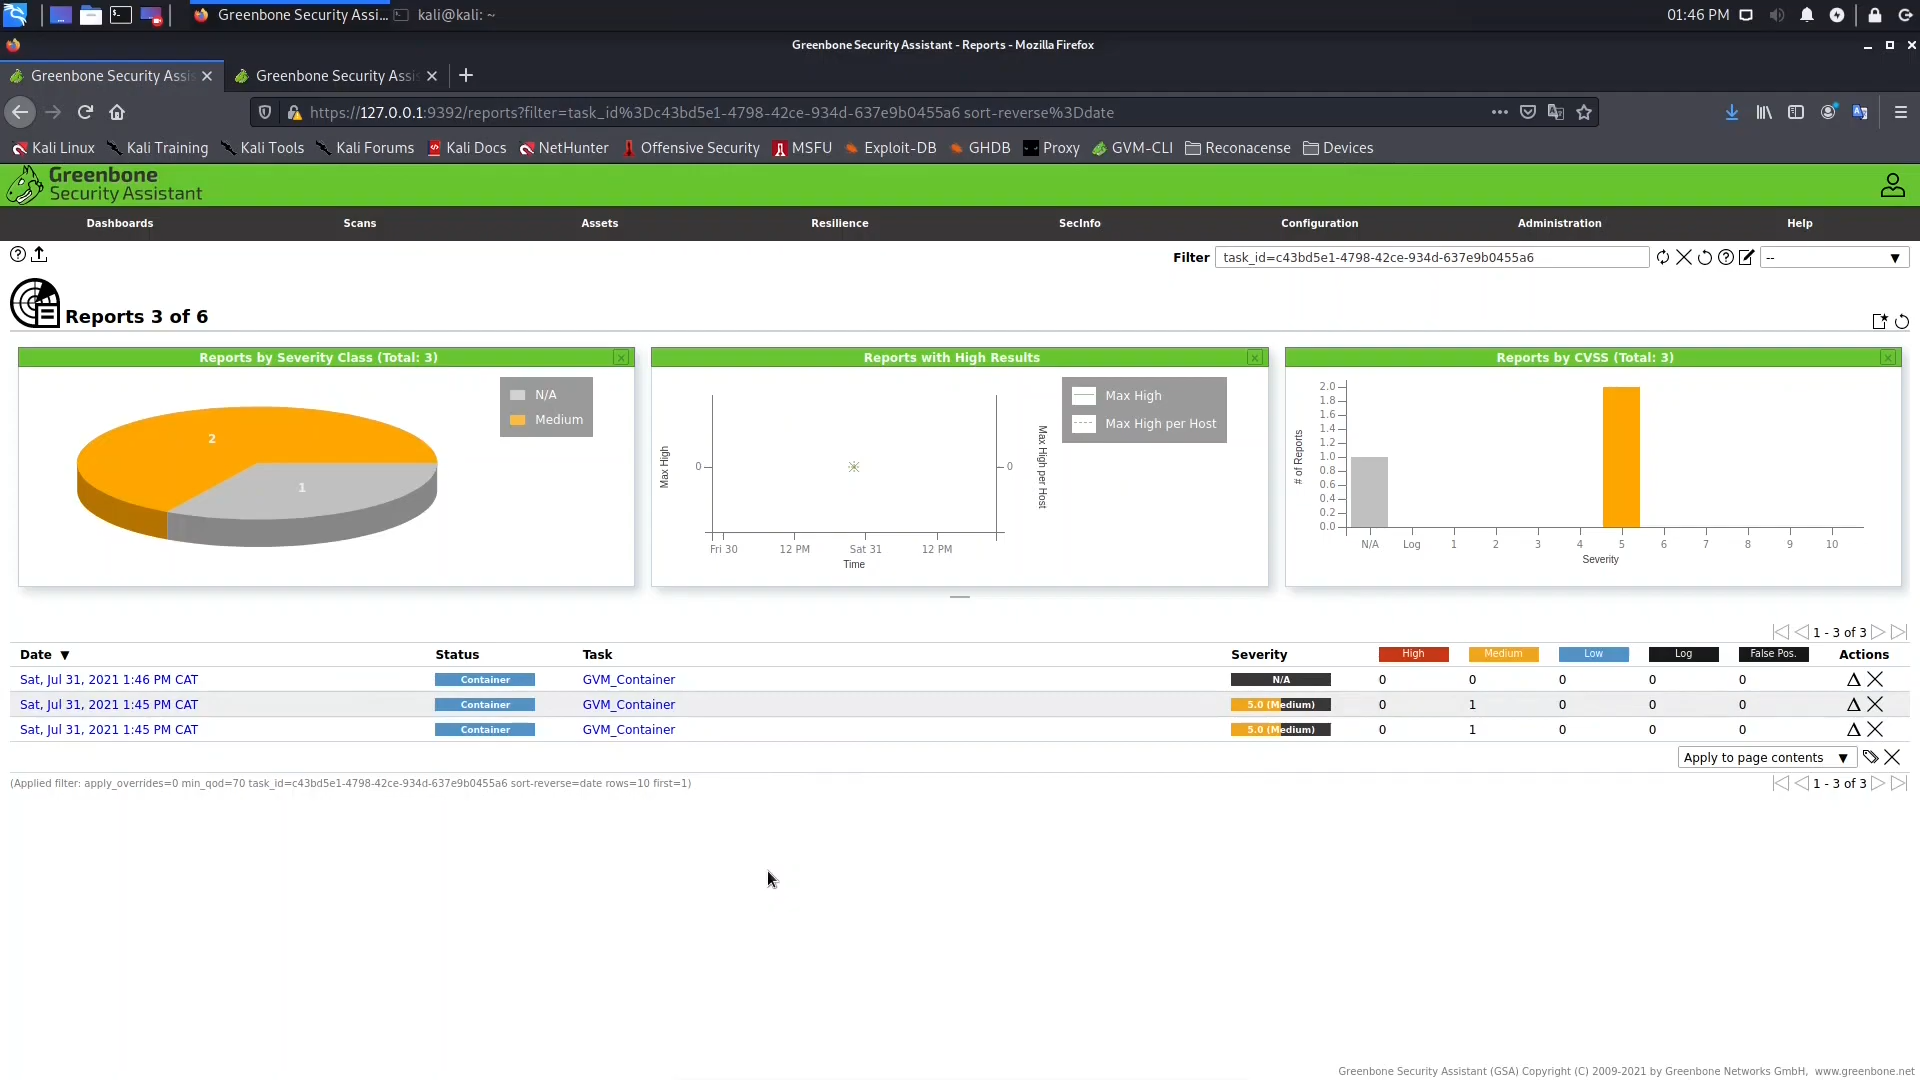 Greenbone Security Assi... kali@kali: ~ 01:46 PM
Greenbone Security Assistant - Reports - Mozilla Firefox
Greenbone Security Assis Greenbone Security Assis
https://127.0.0.1:9392/reports?filter=task_id%3Dc43bd5e1-4798-42ce-934d-637e9b0455a6 sort-reverse%3Ddate
Kali Linux Kali Training Kali Tools Kali Forums Kali Docs NetHunter Offensive Security MSFU Exploit-DB GHDB Proxy GVM-CLI Reconacense Devices
Greenbone
Security Assistant
Dashboards Scans Assets Resilience SecInfo Configuration Administration Help
Filter task_id=c43bd5e1-4798-42ce-934d-637e9b0455a6 --
Reports 3 of 6
Reports by Severity Class (Total: 3)
N/A
Medium
2
1
Reports with High Results
Max High
Max High per Host
Max High
0
0
Max High per Host
Fri 30 12 PM Sat 31 12 PM
Time
Reports by CVSS (Total: 3)
# of Reports
2.0
1.8
1.6
1.4
1.2
1.0
0.8
0.6
0.4
0.2
0.0
N/A Log 1 2 3 4 5 6 7 8 9 10
Severity
1 - 3 of 3
Date ▼ Status Task Severity High Medium Low Log False Pos. Actions
Sat, Jul 31, 2021 1:46 PM CAT Container GVM_Container N/A 0 0 0 0 0
Sat, Jul 31, 2021 1:45 PM CAT Container GVM_Container 5.0 (Medium) 0 1 0 0 0
Sat, Jul 31, 2021 1:45 PM CAT Container GVM_Container 5.0 (Medium) 0 1 0 0 0
Apply to page contents ▼
(Applied filter: apply_overrides=0 min_qod=70 task_id=c43bd5e1-4798-42ce-934d-637e9b0455a6 sort-reverse=date rows=10 first=1) 1 - 3 of 3
Greenbone Security Assistant (GSA) Copyright (C) 2009-2021 by Greenbone Networks GmbH, www.greenbone.net